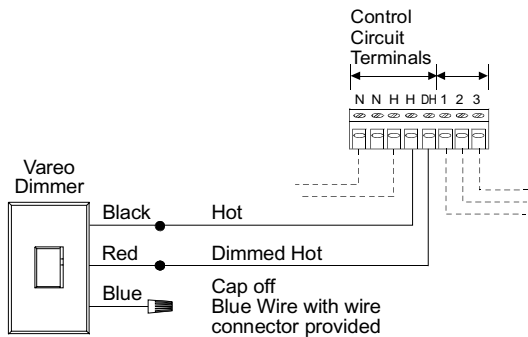 Control
Circuit
Terminals
N N H H DH 1 2 3
Vareo
Dimmer
Black Hot
Red Dimmed Hot
Blue Cap off
Blue Wire with wire
connector provided